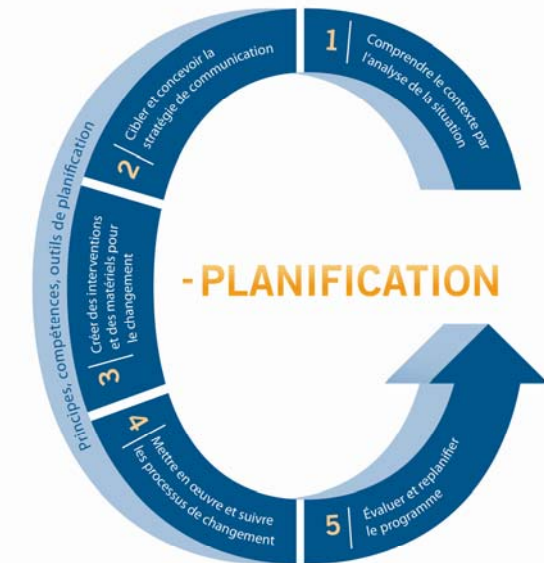 1
Comprendre le contexte par
l'analyse de la situation
2
Cibler et concevoir la
stratégie de communication
3
Créer des interventions
et des matériels pour
le changement
4
Mettre en œuvre et suivre
les processus de changement
5
Évaluer et replanifier
le programme
Principes, compétences, outils de planification
- PLANIFICATION